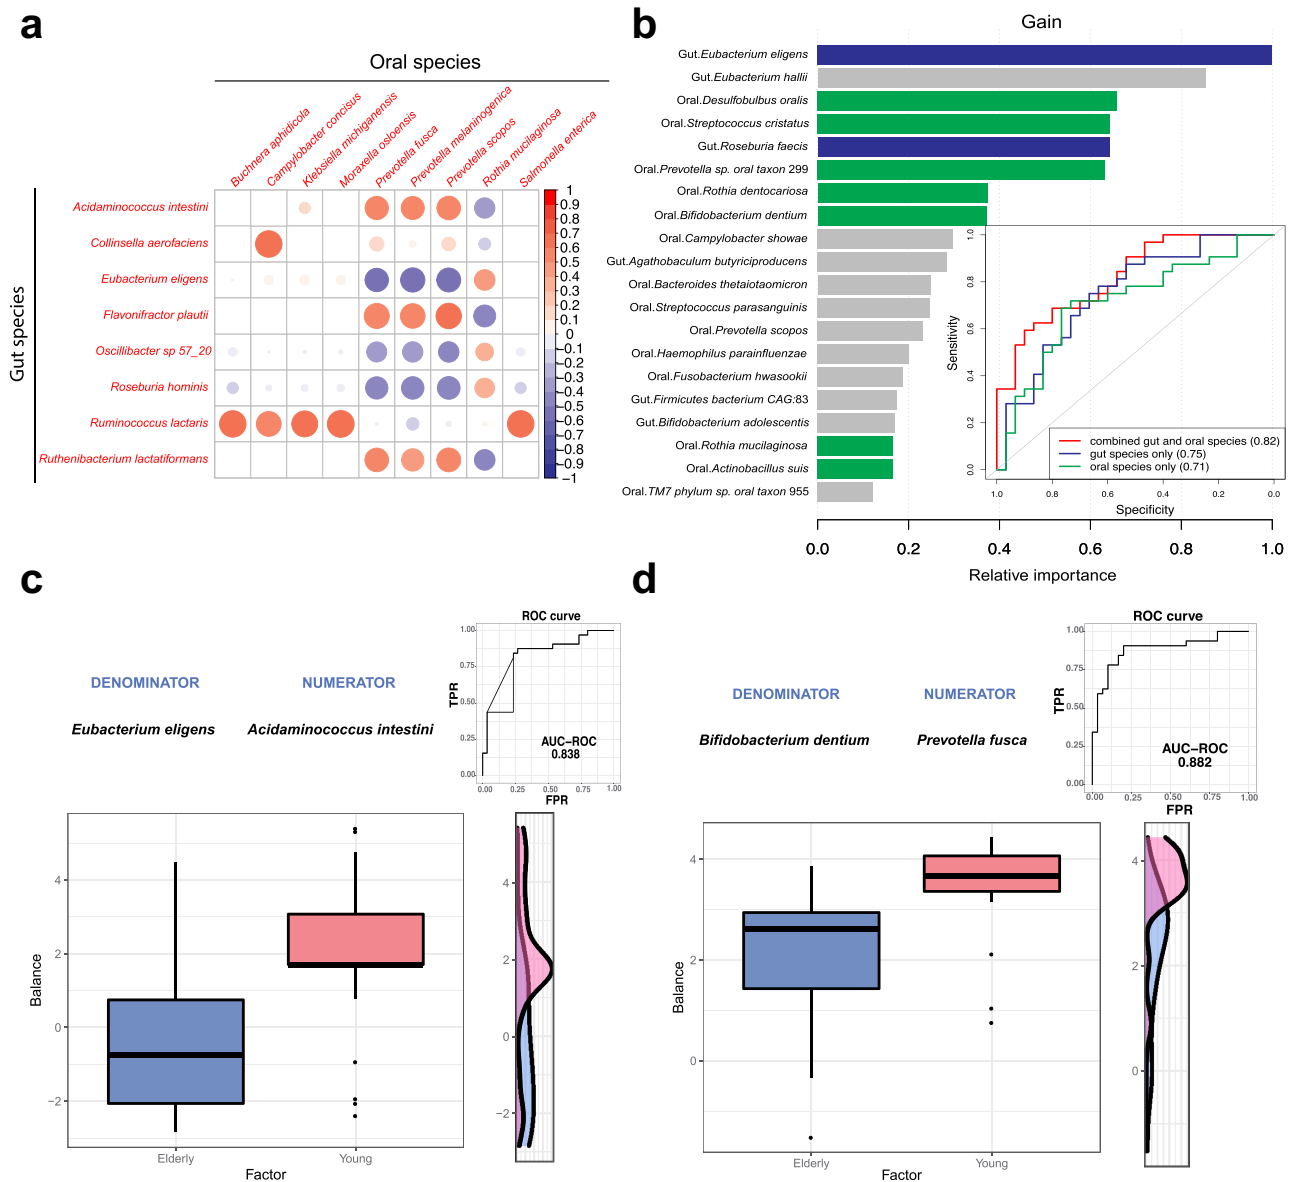 a
Oral species
Buchnera aphidicola
Campylobacter concisus
Klebsiella michiganensis
Moraxella osloensis
Prevotella fusca
Prevotella melaninogenica
Prevotella scopos
Rothia mucilaginosa
Salmonella enterica
Gut species
Acidaminococcus intestini
Collinsella aerofaciens
Eubacterium eligens
Flavonifractor plautii
Oscillibacter sp 57_20
Roseburia hominis
Ruminococcus lactaris
Ruthenibacterium lactatiformans
1
0.9
0.8
0.7
0.6
0.5
0.4
0.3
0.2
0.1
0
−0.1
−0.2
−0.3
−0.4
−0.5
−0.6
−0.7
−0.8
−0.9
−1
b
Gain
Gut.Eubacterium eligens
Gut.Eubacterium hallii
Oral.Desulfobulbus oralis
Oral.Streptococcus cristatus
Gut.Roseburia faecis
Oral.Prevotella sp. oral taxon 299
Oral.Rothia dentocariosa
Oral.Bifidobacterium dentium
Oral.Campylobacter showae
Gut.Agathobaculum butyriciproducens
Oral.Bacteroides thetaiotaomicron
Oral.Streptococcus parasanguinis
Oral.Prevotella scopos
Oral.Haemophilus parainfluenzae
Oral.Fusobacterium hwasookii
Gut.Firmicutes bacterium CAG:83
Gut.Bifidobacterium adolescentis
Oral.Rothia mucilaginosa
Oral.Actinobacillus suis
Oral.TM7 phylum sp. oral taxon 955
0.0 0.2 0.4 0.6 0.8 1.0
Relative importance
Sensitivity
1.0
0.8
0.6
0.4
0.2
0.0
combined gut and oral species (0.82)
gut species only (0.75)
oral species only (0.71)
1.0 0.8 0.6 0.4 0.2 0.0
Specificity
c
DENOMINATOR NUMERATOR
Eubacterium eligens Acidaminococcus intestini
ROC curve
TPR
1.00
0.75
0.50
0.25
0.00
AUC−ROC
0.838
0.00 0.25 0.50 0.75 1.00
FPR
Balance
4
2
0
−2
Elderly Young
Factor
4
2
0
−2
d
DENOMINATOR NUMERATOR
Bifidobacterium dentium Prevotella fusca
ROC curve
TPR
1.00
0.75
0.50
0.25
0.00
AUC−ROC
0.882
0.00 0.25 0.50 0.75 1.00
FPR
Balance
4
2
0
Elderly Young
Factor
4
2
0